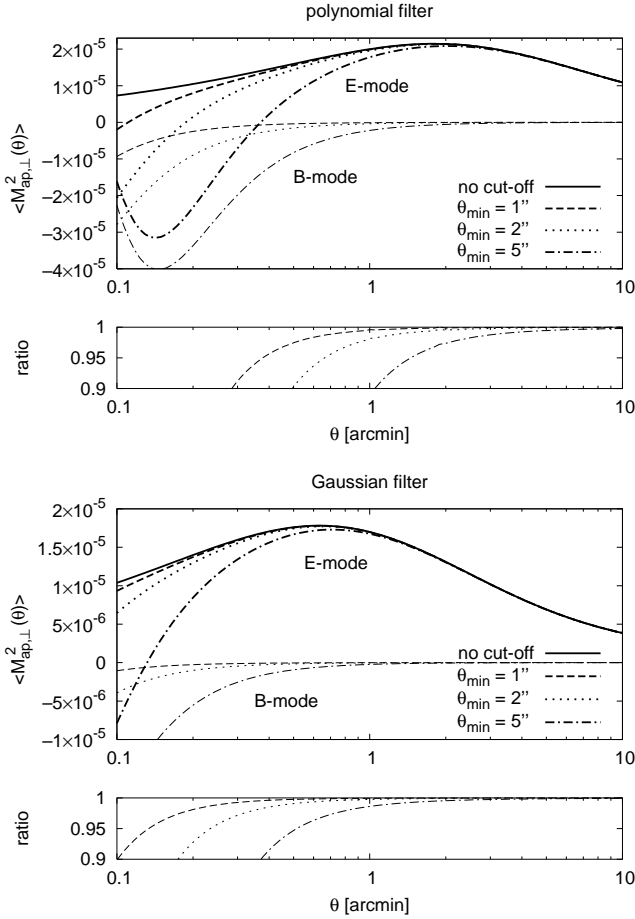 polynomial filter
2×10⁻⁵
1×10⁻⁵
0
−1×10⁻⁵
−2×10⁻⁵
−3×10⁻⁵
−4×10⁻⁵
<M²ap,⊥(θ)>
E-mode
B-mode
no cut-off
θmin = 1″
θmin = 2″
θmin = 5″
0.1 1 10
1
0.95
0.9
ratio
0.1 1 10
θ [arcmin]
Gaussian filter
2×10⁻⁵
1.5×10⁻⁵
1×10⁻⁵
5×10⁻⁶
0
−5×10⁻⁶
−1×10⁻⁵
<M²ap,⊥(θ)>
E-mode
B-mode
no cut-off
θmin = 1″
θmin = 2″
θmin = 5″
0.1 1 10
1
0.95
0.9
ratio
0.1 1 10
θ [arcmin]